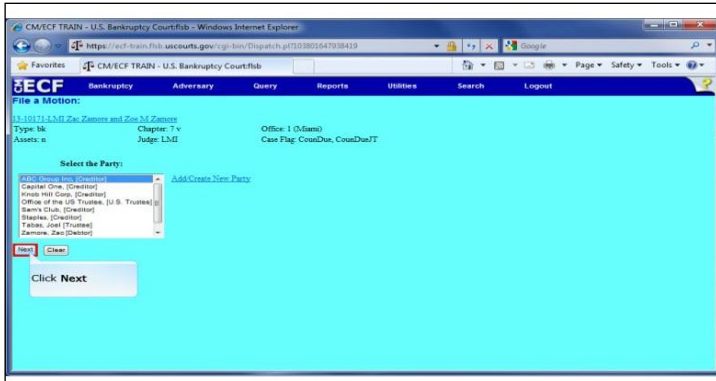 CM/ECF TRAIN - U.S. Bankruptcy Court:flsb - Windows Internet Explorer
https://ecf-train.flsb.uscourts.gov/cgi-bin/Dispatch.pl?103801647938419
Google
Favorites CM/ECF TRAIN - U.S. Bankruptcy Court:flsb Page Safety Tools
ECF Bankruptcy Adversary Query Reports Utilities Search Logout ?
File a Motion:
13-10171-LMI Zac Zamore and Zoe M Zamore
Type: bk Chapter: 7 v Office: 1 (Miami)
Assets: n Judge: LMI Case Flag: CounDue, CounDueJT
Select the Party:
ABC Group Inc, [Creditor] Add/Create New Party
Capital One, [Creditor]
Knob Hill Corp, [Creditor]
Office of the US Trustee, [U.S. Trustee]
Sam's Club, [Creditor]
Staples, [Creditor]
Tabas, Joel [Trustee]
Zamore, Zac [Debtor]
Next Clear
Click Next